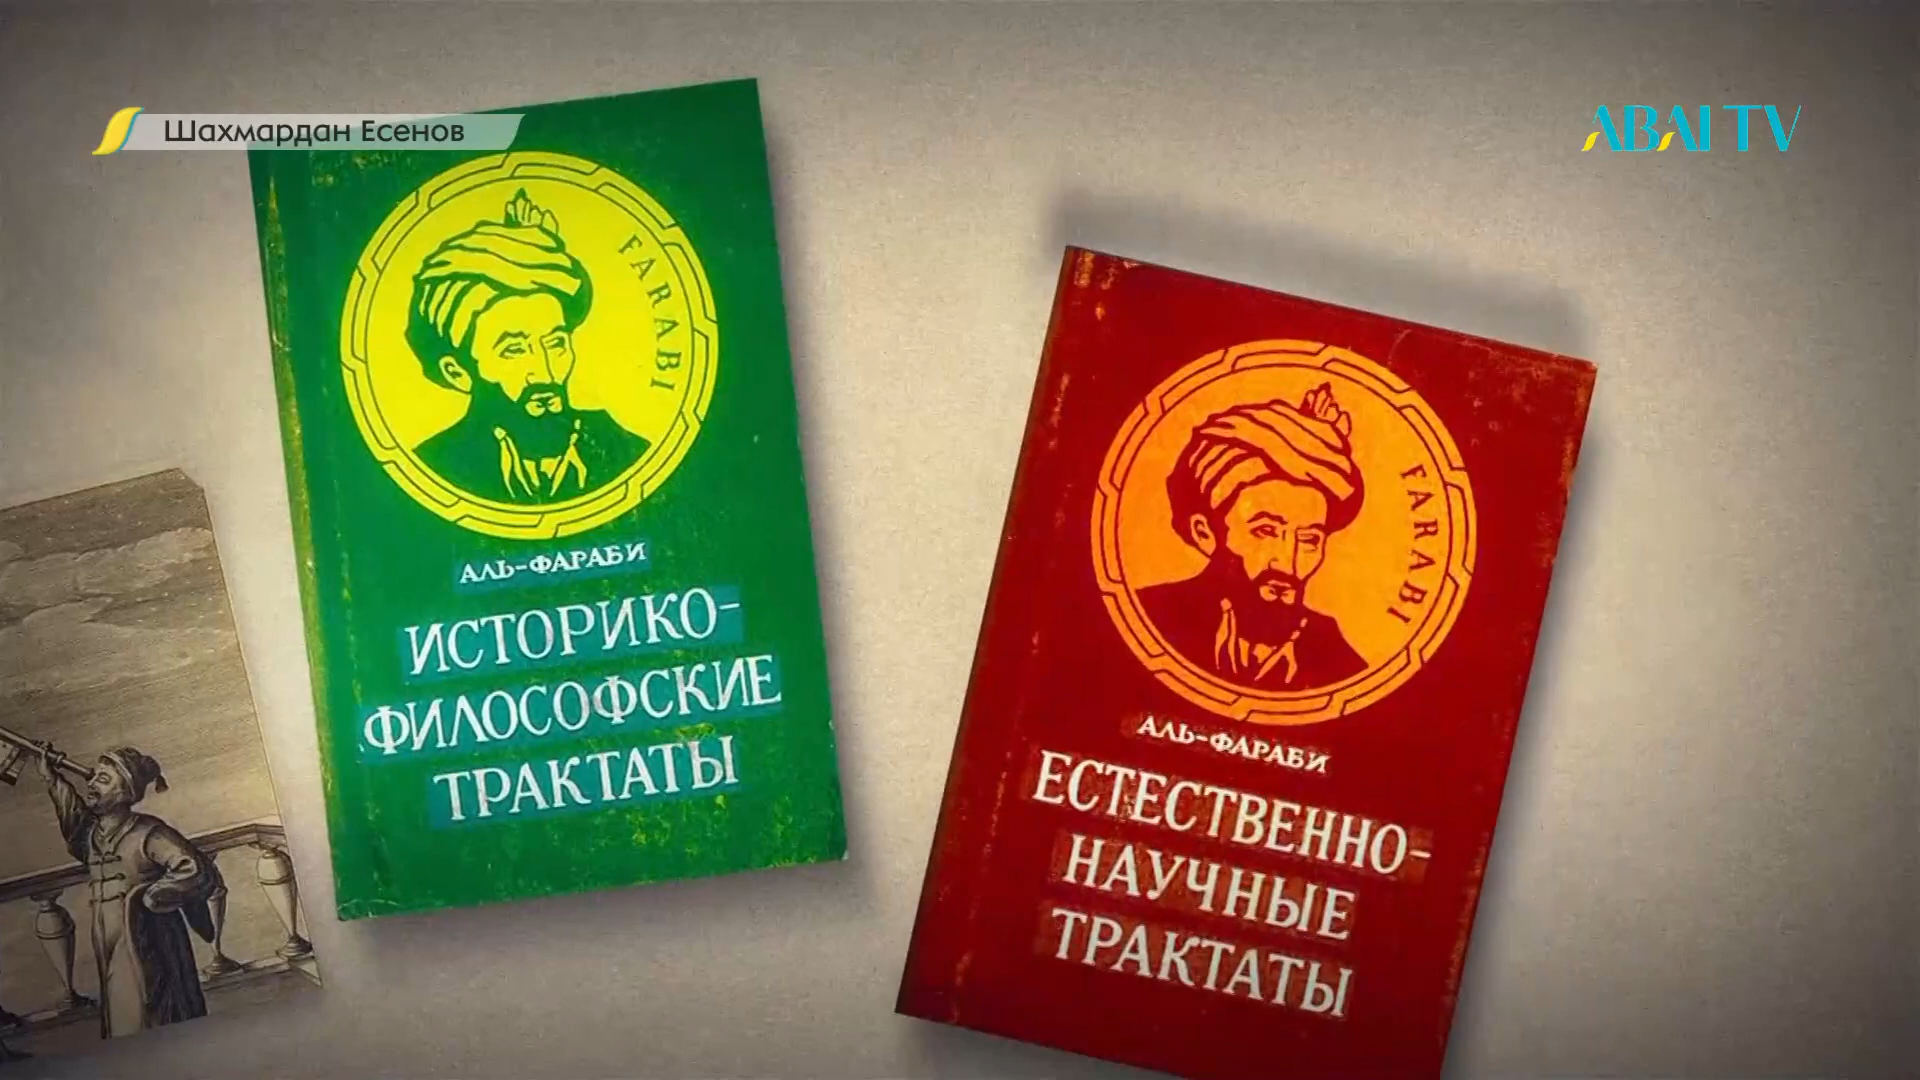 Шахмардан Есенов
ABAI TV
FARABI
АЛЬ-ФАРАБИ
ИСТОРИКО-
ФИЛОСОФСКИЕ
ТРАКТАТЫ
FARABI
АЛЬ-ФАРАБИ
ЕСТЕСТВЕННО-
НАУЧНЫЕ
ТРАКТАТЫ